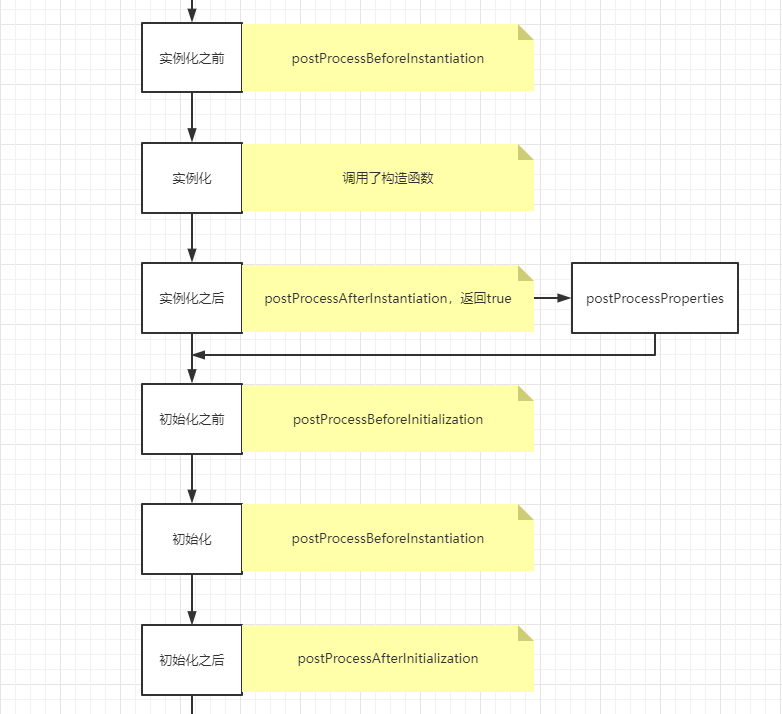 实例化之前
postProcessBeforeInstantiation
实例化
调用了构造函数
实例化之后
postProcessAfterInstantiation，返回true
postProcessProperties
初始化之前
postProcessBeforeInitialization
初始化
postProcessBeforeInstantiation
初始化之后
postProcessAfterInitialization